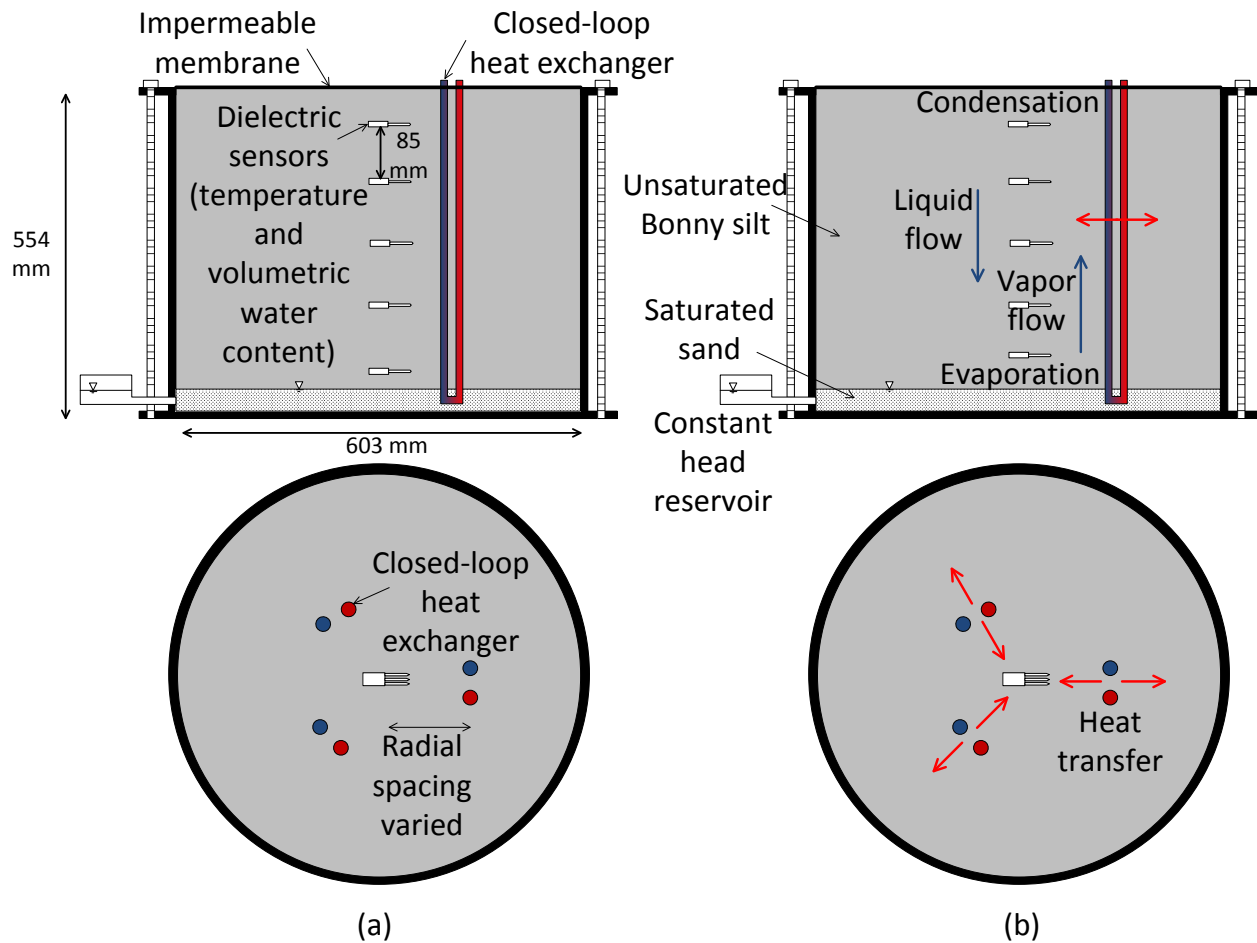 Impermeable
membrane
Closed-loop
heat exchanger
Dielectric
sensors
(temperature
and
volumetric
water
content)
85
mm
554
mm
603 mm
Closed-loop
heat
exchanger
Radial
spacing
varied
(a)
Condensation
Unsaturated
Bonny silt
Liquid
flow
Vapor
flow
Saturated
sand
Evaporation
Constant
head
reservoir
Heat
transfer
(b)